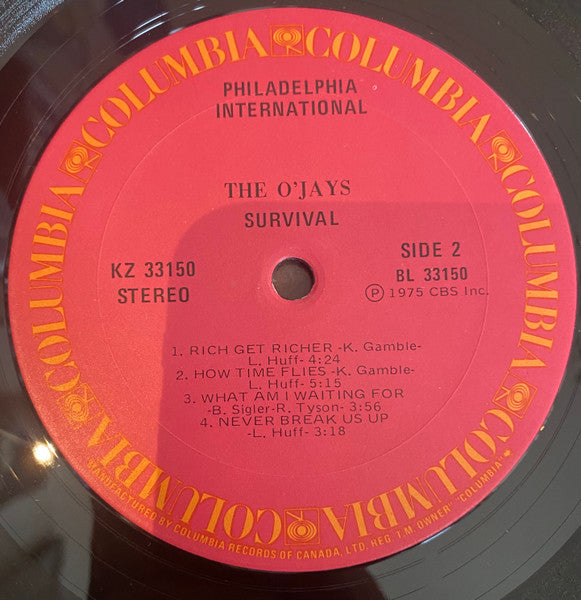 COLUMBIA COLUMBIA COLUMBIA COLUMBIA COLUMBIA COLUMBIA COLUMBIA COLUMBIA
PHILADELPHIA
INTERNATIONAL
THE O'JAYS
SURVIVAL
KZ 33150
STEREO
SIDE 2
BL 33150
Ⓟ 1975 CBS Inc.
1. RICH GET RICHER -K. Gamble-
L. Huff- 4:24
2. HOW TIME FLIES -K. Gamble-
L. Huff- 5:15
3. WHAT AM I WAITING FOR
-B. Sigler-R. Tyson- 3:56
4. NEVER BREAK US UP
-L. Huff- 3:18
MANUFACTURED BY COLUMBIA RECORDS OF CANADA, LTD. REG. T.M. OWNER "COLUMBIA"